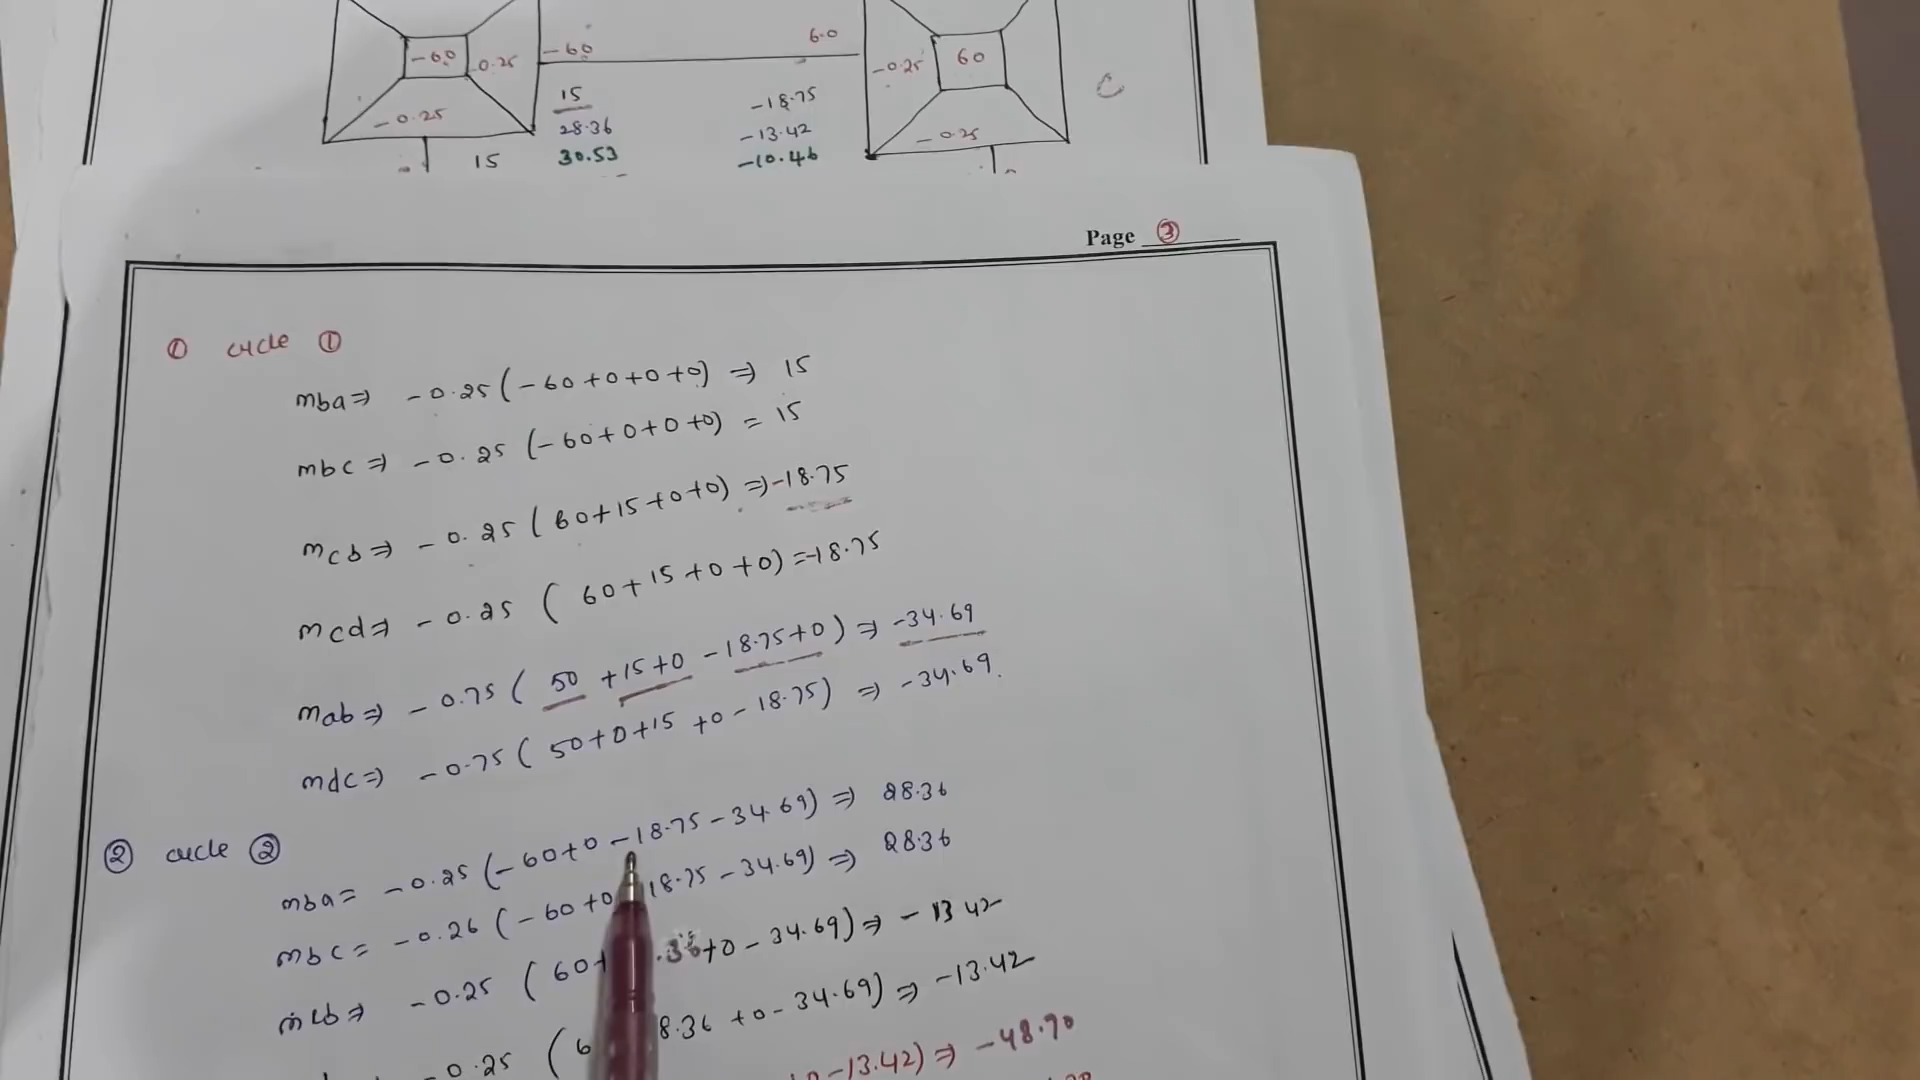 -60 -0.25 -60 60 -0.25 60
-0.25 15 -18.75 C
28.36 -13.42 -0.25
15 30.53 -10.46
Page ③
① cycle ①
mba ⇒ -0.25 (-60+0+0+0) ⇒ 15
mbc ⇒ -0.25 (-60+0+0+0) = 15
mcb ⇒ -0.25 (60+15+0+0) ⇒ -18.75
mcd ⇒ -0.25 (60+15+0+0) = -18.75
mab ⇒ -0.75 (50 +15+0 -18.75+0) ⇒ -34.69
mdc ⇒ -0.75 (50+0+15 +0-18.75) ⇒ -34.69.
② cycle ②
mba = -0.25 (-60+0 -18.75-34.69) ⇒ 28.36
mbc = -0.26 (-60+0 18.75-34.69) ⇒ 28.36
mcb ⇒ -0.25 (60+ .36+0-34.69) ⇒ -13.42
-0.25 (6 8.36 +0-34.69) ⇒ -13.42
-13.42) ⇒ -48.90